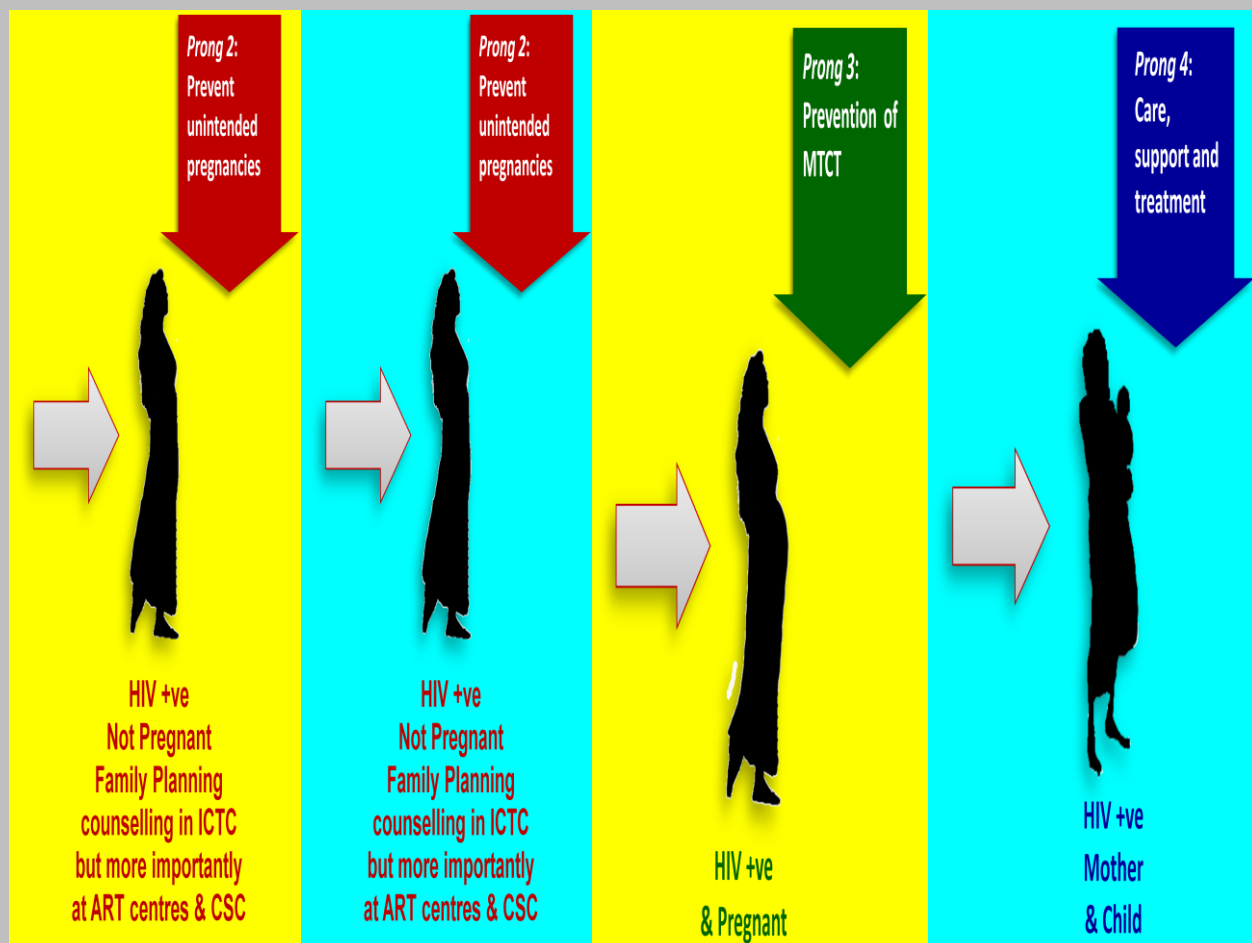 Prong 2:
Prevent
unintended
pregnancies
HIV +ve
Not Pregnant
Family Planning
counselling in ICTC
but more importantly
at ART centres & CSC
Prong 2:
Prevent
unintended
pregnancies
HIV +ve
Not Pregnant
Family Planning
counselling in ICTC
but more importantly
at ART centres & CSC
Prong 3:
Prevention of
MTCT
HIV +ve
& Pregnant
Prong 4:
Care,
support and
treatment
HIV +ve
Mother
& Child